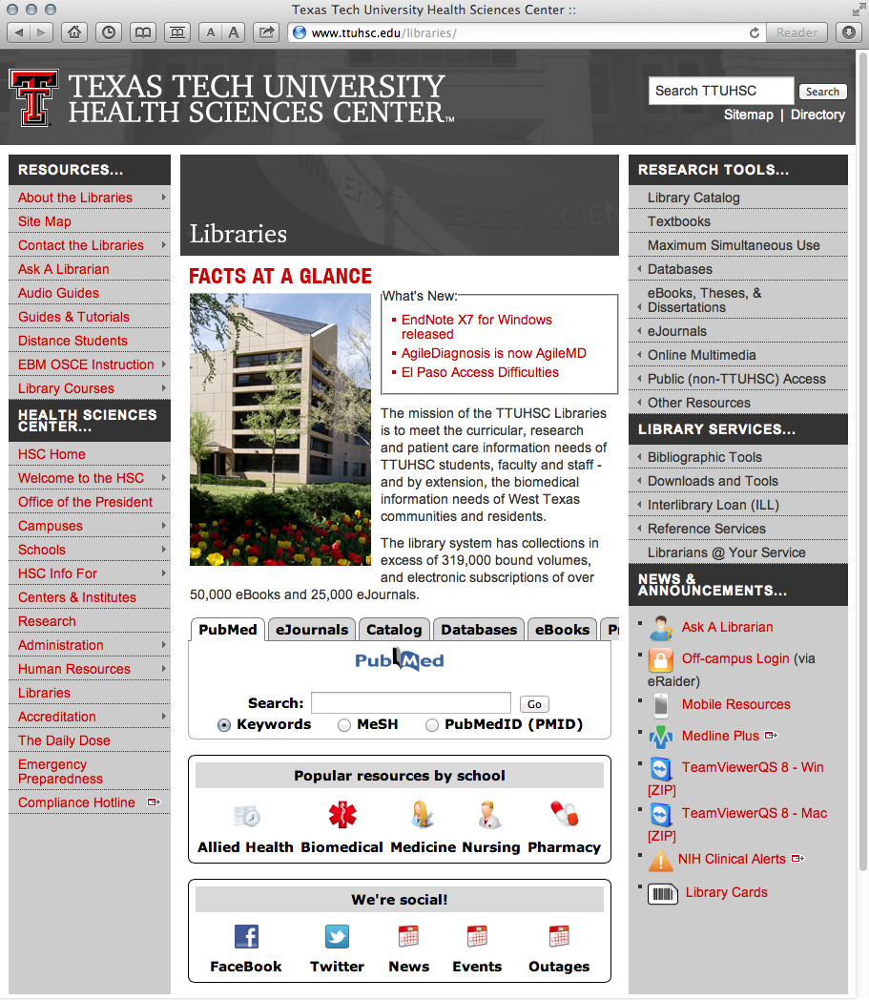 Texas Tech University Health Sciences Center ::
A A
www.ttuhsc.edu/libraries/
Reader
TEXAS TECH UNIVERSITY
HEALTH SCIENCES CENTER™
Search TTUHSC
Search
Sitemap | Directory
RESOURCES...
About the Libraries
Site Map
Contact the Libraries
Ask A Librarian
Audio Guides
Guides & Tutorials
Distance Students
EBM OSCE Instruction
Library Courses
HEALTH SCIENCES
CENTER...
HSC Home
Welcome to the HSC
Office of the President
Campuses
Schools
HSC Info For
Centers & Institutes
Research
Administration
Human Resources
Libraries
Accreditation
The Daily Dose
Emergency
Preparedness
Compliance Hotline
Libraries
FACTS AT A GLANCE
What's New:
EndNote X7 for Windows
released
AgileDiagnosis is now AgileMD
El Paso Access Difficulties
The mission of the TTUHSC Libraries
is to meet the curricular, research
and patient care information needs of
TTUHSC students, faculty and staff -
and by extension, the biomedical
information needs of West Texas
communities and residents.
The library system has collections in
excess of 319,000 bound volumes,
and electronic subscriptions of over
50,000 eBooks and 25,000 eJournals.
PubMed eJournals Catalog Databases eBooks
PubMed
Search: Go
Keywords MeSH PubMedID (PMID)
Popular resources by school
Allied Health Biomedical Medicine Nursing Pharmacy
We're social!
FaceBook Twitter News Events Outages
RESEARCH TOOLS...
Library Catalog
Textbooks
Maximum Simultaneous Use
Databases
eBooks, Theses, &
Dissertations
eJournals
Online Multimedia
Public (non-TTUHSC) Access
Other Resources
LIBRARY SERVICES...
Bibliographic Tools
Downloads and Tools
Interlibrary Loan (ILL)
Reference Services
Librarians @ Your Service
NEWS &
ANNOUNCEMENTS...
Ask A Librarian
Off-campus Login (via
eRaider)
Mobile Resources
Medline Plus
TeamViewerQS 8 - Win
[ZIP]
TeamViewerQS 8 - Mac
[ZIP]
NIH Clinical Alerts
Library Cards